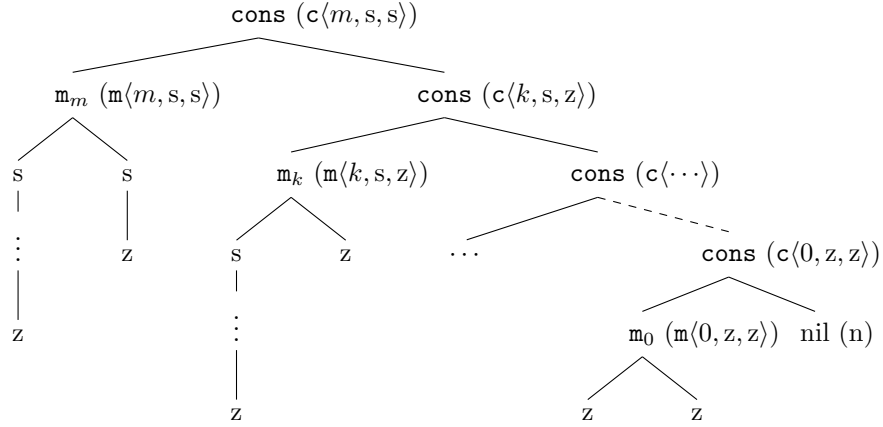 cons (c⟨m, s, s⟩)
m_m (m⟨m, s, s⟩) cons (c⟨k, s, z⟩)
s s m_k (m⟨k, s, z⟩) cons (c⟨⋯⟩)
⋮ z s z ⋯ cons (c⟨0, z, z⟩)
z ⋮ m_0 (m⟨0, z, z⟩) nil (n)
z z z